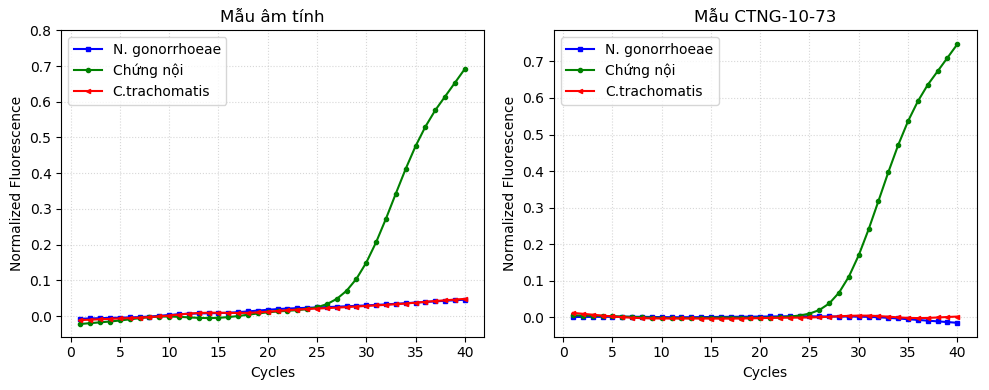 Mẫu âm tính
N. gonorrhoeae
Chứng nội
C.trachomatis
Normalized Fluorescence
0.8
0.7
0.6
0.5
0.4
0.3
0.2
0.1
0.0
0 5 10 15 20 25 30 35 40
Cycles
Mẫu CTNG-10-73
N. gonorrhoeae
Chứng nội
C.trachomatis
Normalized Fluorescence
0.7
0.6
0.5
0.4
0.3
0.2
0.1
0.0
0 5 10 15 20 25 30 35 40
Cycles